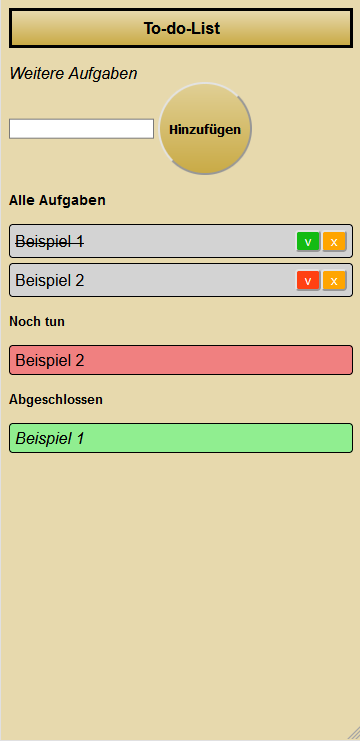 To-do-List
Weitere Aufgaben
Hinzufügen
Alle Aufgaben
Beispiel 1 v x
Beispiel 2 v x
Noch tun
Beispiel 2
Abgeschlossen
Beispiel 1